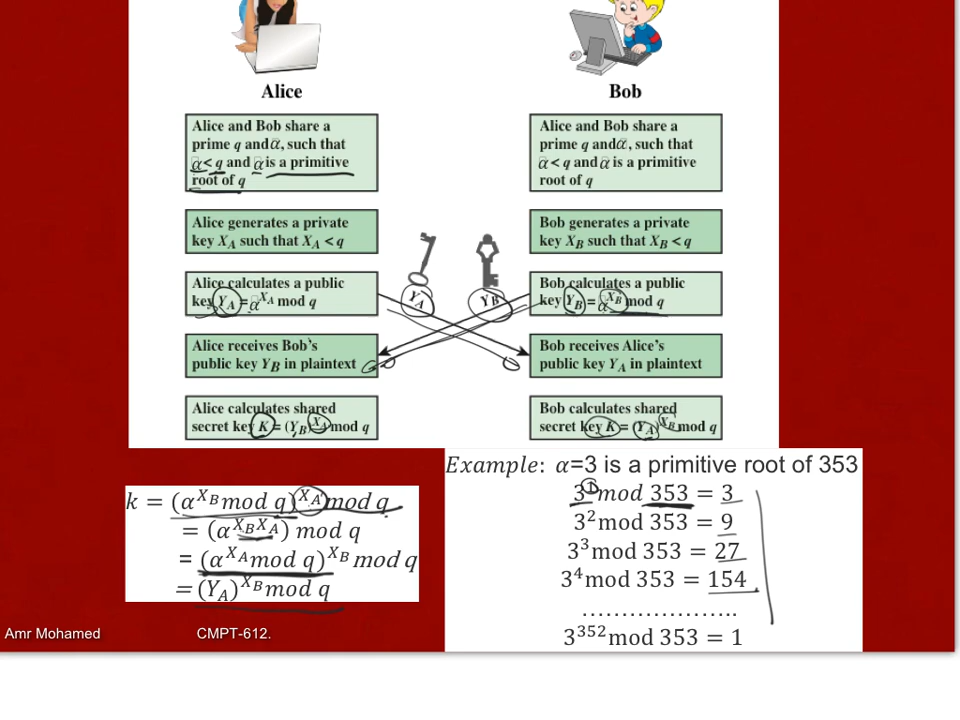 Alice
Bob
Alice and Bob share a
prime q and α, such that
α < q and α is a primitive
root of q
Alice and Bob share a
prime q and α, such that
α < q and α is a primitive
root of q
Alice generates a private
key X_A such that X_A < q
Bob generates a private
key X_B such that X_B < q
Alice calculates a public
key Y_A = α^X_A mod q
Y_A
Y_B
Bob calculates a public
key Y_B = α^X_B mod q
Alice receives Bob's
public key Y_B in plaintext
Bob receives Alice's
public key Y_A in plaintext
Alice calculates shared
secret key K = (Y_B)^X_A mod q
Bob calculates shared
secret key K = (Y_A)^X_B mod q
k = (α^X_B mod q)^X_A mod q
= (α^X_B X_A) mod q
= (α^X_A mod q)^X_B mod q
= (Y_A)^X_B mod q
Example: α=3 is a primitive root of 353
3^1 mod 353 = 3
3^2 mod 353 = 9
3^3 mod 353 = 27
3^4 mod 353 = 154
.....................
3^352 mod 353 = 1
Amr Mohamed
CMPT-612.